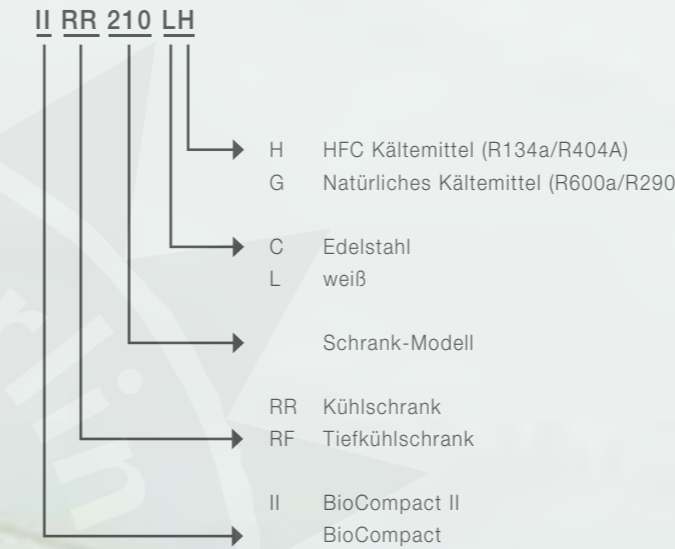 II RR 210 LH
H HFC Kältemittel (R134a/R404A)
G Natürliches Kältemittel (R600a/R290
C Edelstahl
L weiß
Schrank-Modell
RR Kühlschrank
RF Tiefkühlschrank
II BioCompact II
BioCompact
rlin